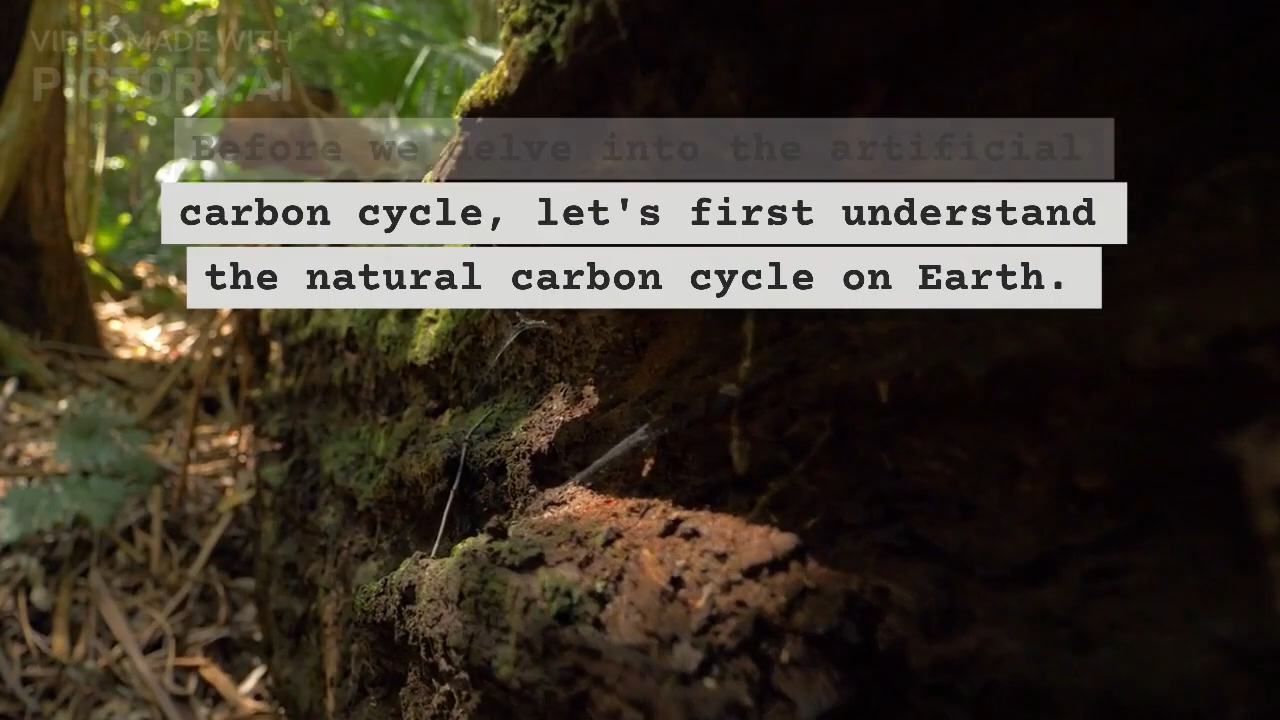 VIDEO MADE WITH
PICTORY.AI
Before we delve into the artificial
carbon cycle, let's first understand
the natural carbon cycle on Earth.